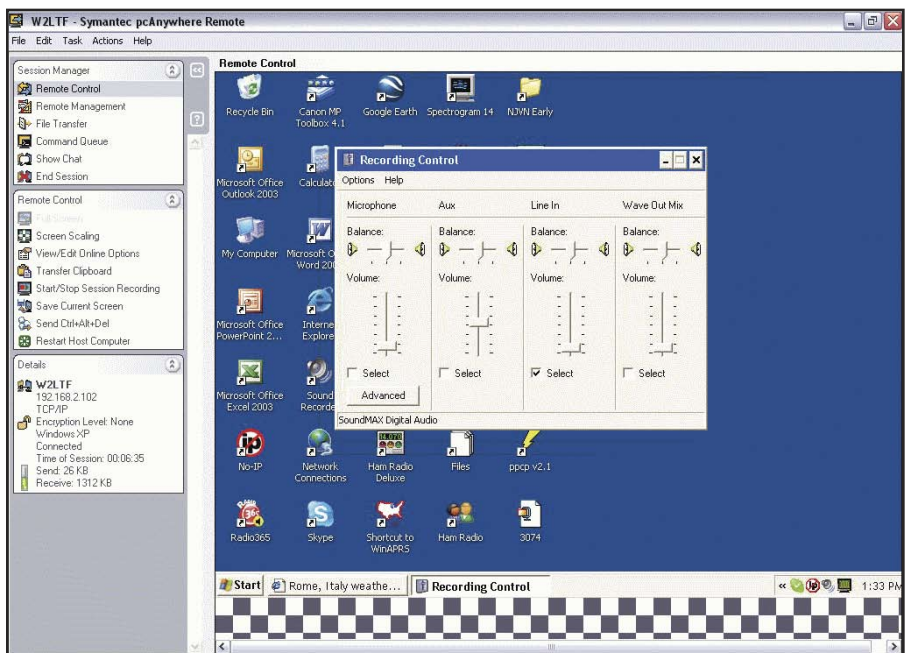 W2LTF - Symantec pcAnywhere Remote
File Edit Task Actions Help
Session Manager
Remote Control
Remote Management
File Transfer
Command Queue
Show Chat
End Session
Remote Control
Full Screen
Screen Scaling
View/Edit Online Options
Transfer Clipboard
Start/Stop Session Recording
Save Current Screen
Send Ctrl+Alt+Del
Restart Host Computer
Details
W2LTF
192.168.2.102
TCP/IP
Encryption Level: None
Windows XP
Connected
Time of Session: 00:06:35
Send: 26 KB
Receive: 1312 KB
Remote Control
Recycle Bin
Canon MP
Toolbox 4.1
Google Earth
Spectrogram 14
NJVN Early
Microsoft Office
Outlook 2003
Calculat
My Computer
Microsoft O
Word 200
Microsoft Office
PowerPoint 2...
Interne
Explore
Microsoft Office
Excel 2003
Sound
Recorde
No-IP
Network
Connections
Ham Radio
Deluxe
Files
ppcp v2.1
Radio365
Skype
Shortcut to
WinAPRS
Ham Radio
3074
Recording Control
Options Help
Microphone Aux Line In Wave Out Mix
Balance: Balance: Balance: Balance:
Volume: Volume: Volume: Volume:
Select Select Select Select
Advanced
SoundMAX Digital Audio
Start Rome, Italy weathe... Recording Control « 1:33 PM